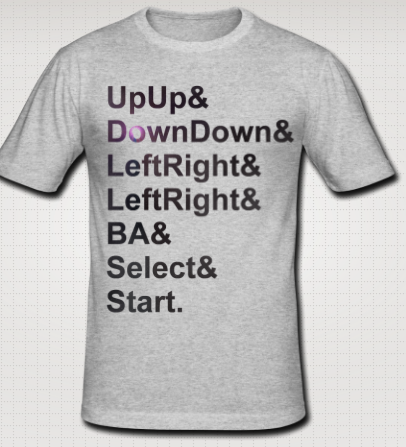 UpUp&
DownDown&
LeftRight&
LeftRight&
BA&
Select&
Start.